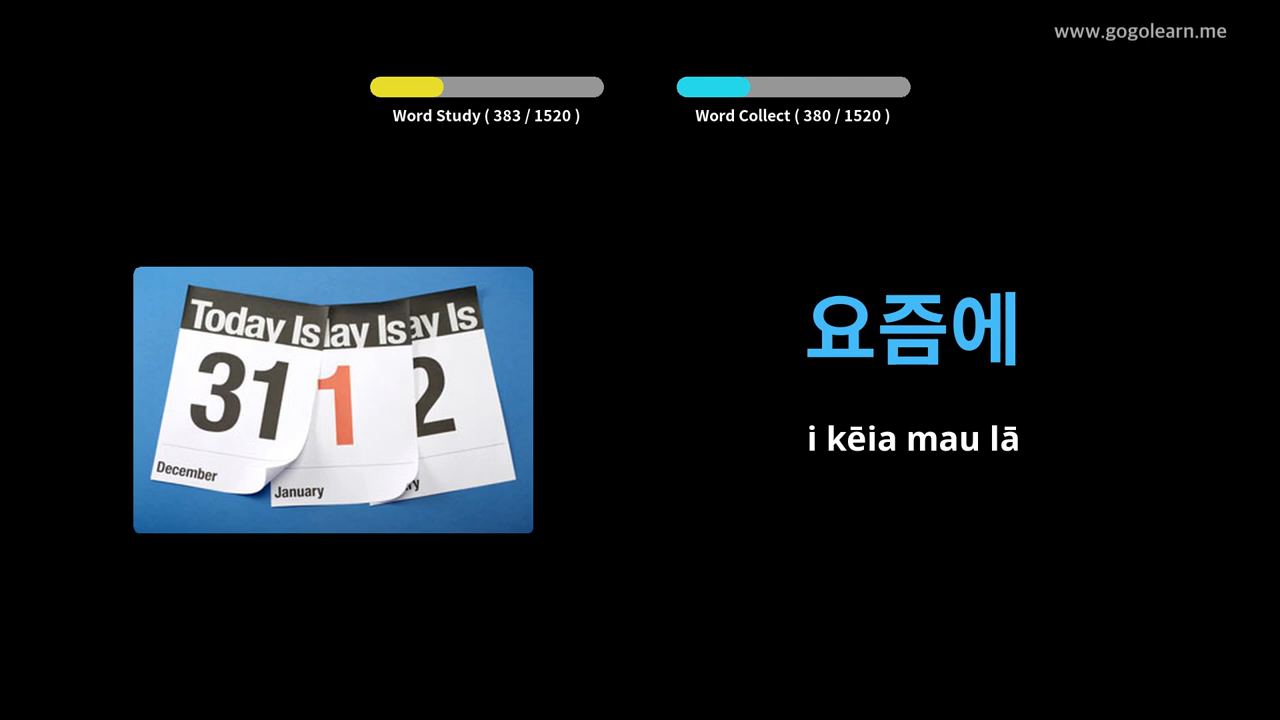 www.gogolearn.me
Word Study ( 383 / 1520 )
Word Collect ( 380 / 1520 )
Today Is
31
December
ay Is
1
January
ay Is
2
ry
요즘에
i kēia mau lā